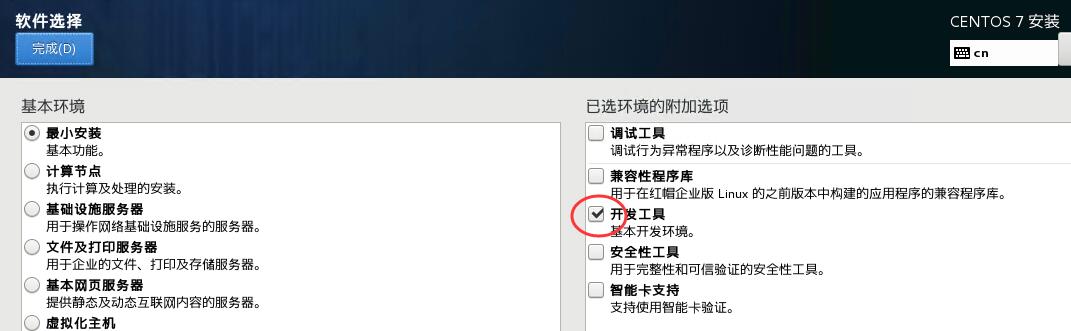 软件选择
CENTOS 7 安装
完成(D)
cn
基本环境
已选环境的附加选项
最小安装
基本功能。
计算节点
执行计算及处理的安装。
基础设施服务器
用于操作网络基础设施服务的服务器。
文件及打印服务器
用于企业的文件、打印及存储服务器。
基本网页服务器
提供静态及动态互联网内容的服务器。
虚拟化主机
调试工具
调试行为异常程序以及诊断性能问题的工具。
兼容性程序库
用于在红帽企业版 Linux 的之前版本中构建的应用程序的兼容程序库。
开发工具
基本开发环境。
安全性工具
用于完整性和可信验证的安全性工具。
智能卡支持
支持使用智能卡验证。